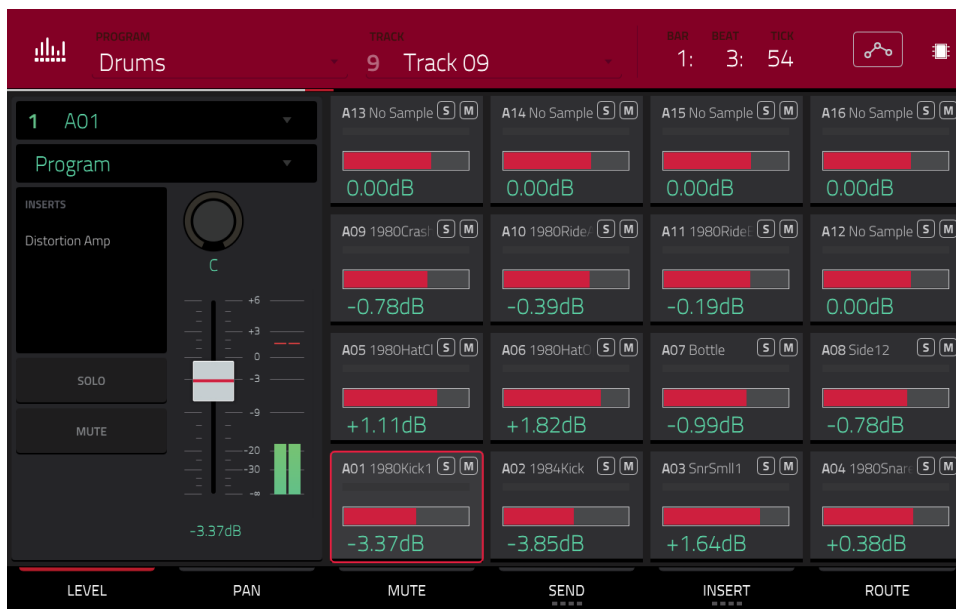 PROGRAM TRACK BAR BEAT TICK
Drums 9 Track 09 1: 3: 54
1 A01
Program
INSERTS
Distortion Amp
C
+6
+3
0
-3
-9
-20
-30
-∞
-3.37dB
SOLO
MUTE
A13 No Sample S M
0.00dB
A14 No Sample S M
0.00dB
A15 No Sample S M
0.00dB
A16 No Sample S M
0.00dB
A09 1980Crash S M
-0.78dB
A10 1980Ride S M
-0.39dB
A11 1980Ride S M
-0.19dB
A12 No Sample S M
0.00dB
A05 1980HatCl S M
+1.11dB
A06 1980HatO S M
+1.82dB
A07 Bottle S M
-0.99dB
A08 Side12 S M
-0.78dB
A01 1980Kick1 S M
-3.37dB
A02 1984Kick S M
-3.85dB
A03 SnrSmll1 S M
+1.64dB
A04 1980Snar S M
+0.38dB
LEVEL PAN MUTE SEND INSERT ROUTE